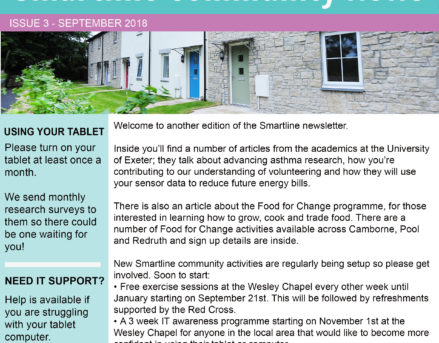 ISSUE 3 - SEPTEMBER 2018
USING YOUR TABLET
Please turn on your
tablet at least once a
month.
We send monthly
research surveys to
them so there could
be one waiting for
you!
NEED IT SUPPORT?
Help is available if
you are struggling
with your tablet
computer.
Welcome to another edition of the Smartline newsletter.
Inside you'll find a number of articles from the academics at the University
of Exeter; they talk about advancing asthma research, how you're
contributing to our understanding of volunteering and how they will use
your sensor data to reduce future energy bills.
There is also an article about the Food for Change programme, for those
interested in learning how to grow, cook and trade food. There are a
number of Food for Change activities available across Camborne, Pool
and Redruth and sign up details are inside.
New Smartline community activities are regularly being setup so please get
involved. Soon to start:
• Free exercise sessions at the Wesley Chapel every other week until
January starting on September 21st. This will be followed by refreshments
supported by the Red Cross.
• A 3 week IT awareness programme starting on November 1st at the
Wesley Chapel for anyone in the local area that would like to become more